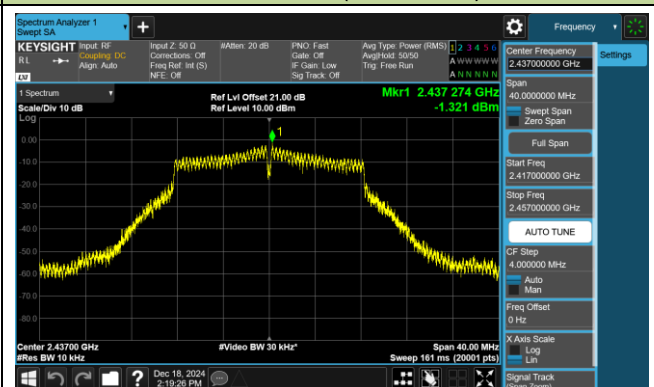 Spectrum Analyzer 1
Swept SA
+
Frequency
KEYSIGHT
RL
Input: RF
Coupling: DC
Align: Auto
Input Z: 50 Ω
Corrections: Off
Freq Ref: Int (S)
NFE: Off
#Atten: 20 dB
PNO: Fast
Gate: Off
IF Gain: Low
Sig Track: Off
Avg Type: Power (RMS)
Avg|Hold: 50/50
Trig: Free Run
1 2 3 4 5 6
A W W W W W
A N N N N N
1 Spectrum
Scale/Div 10 dB
Log
Ref Lvl Offset 21.00 dB
Ref Level 10.00 dBm
Mkr1 2.437 274 GHz
-1.321 dBm
1
0.00
-10.0
-20.0
-30.0
-40.0
-50.0
-60.0
-70.0
-80.0
Center 2.43700 GHz
#Res BW 10 kHz
#Video BW 30 kHz*
Span 40.00 MHz
Sweep 161 ms (20001 pts)
Dec 18, 2024
2:19:26 PM
?
Center Frequency
2.437000000 GHz
Settings
Span
40.0000000 MHz
Swept Span
Zero Span
Full Span
Start Freq
2.417000000 GHz
Stop Freq
2.457000000 GHz
AUTO TUNE
CF Step
4.000000 MHz
Auto
Man
Freq Offset
0 Hz
X Axis Scale
Log
Lin
Signal Track
(Span Zoom)